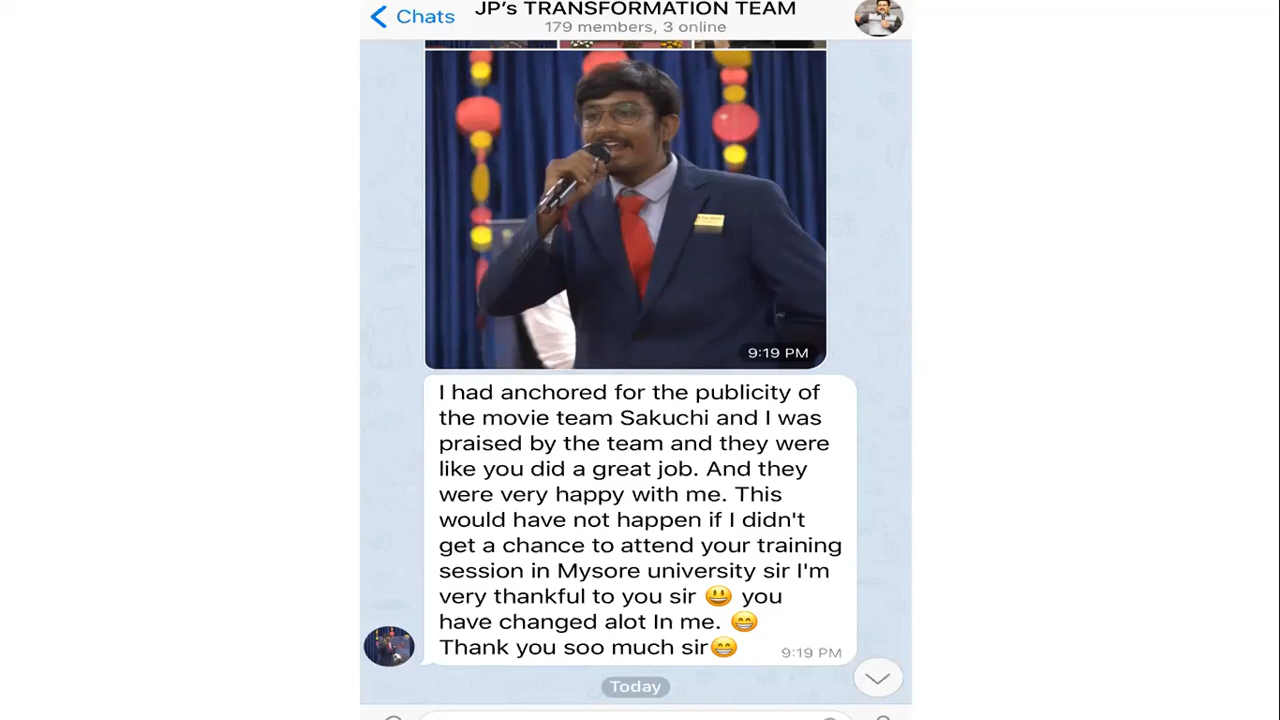 Chats
JP's TRANSFORMATION TEAM
179 members, 3 online
9:19 PM
I had anchored for the publicity of
the movie team Sakuchi and I was
praised by the team and they were
like you did a great job. And they
were very happy with me. This
would have not happen if I didn't
get a chance to attend your training
session in Mysore university sir I'm
very thankful to you sir 😃 you
have changed alot In me. 😁
Thank you soo much sir😁
9:19 PM
Today